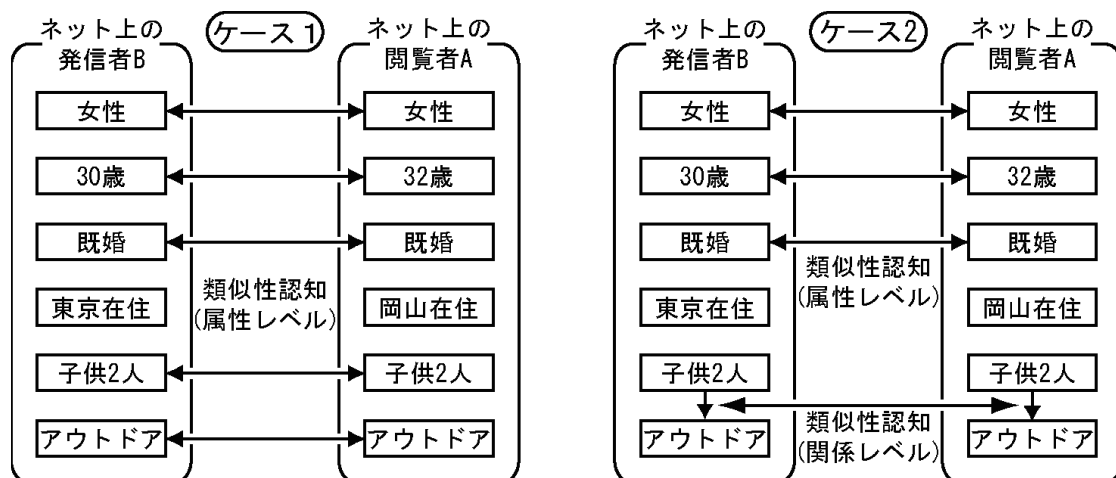 ケース1
ネット上の
発信者B
ネット上の
閲覧者A
女性
女性
30歳
32歳
既婚
既婚
類似性認知
(属性レベル)
東京在住
岡山在住
子供2人
子供2人
アウトドア
アウトドア
ケース2
ネット上の
発信者B
ネット上の
閲覧者A
女性
女性
30歳
32歳
既婚
既婚
類似性認知
(属性レベル)
東京在住
岡山在住
子供2人
子供2人
類似性認知
(関係レベル)
アウトドア
アウトドア